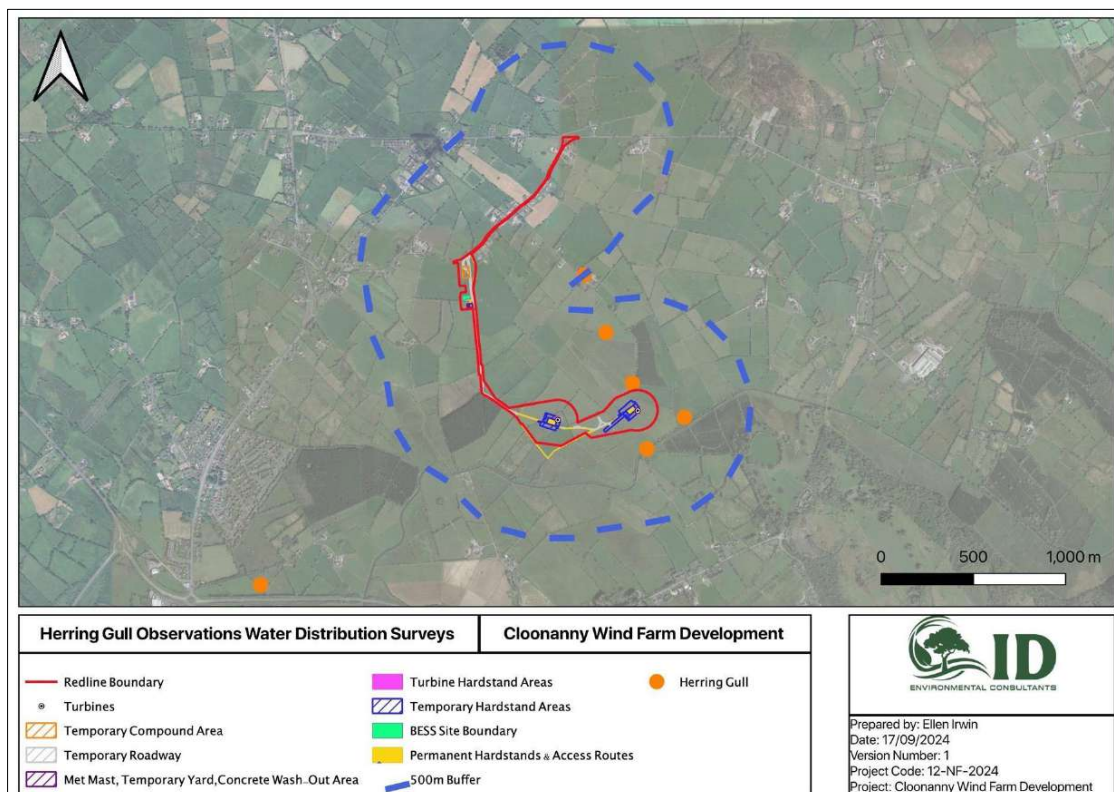 0 500 1,000 m
Herring Gull Observations Water Distribution Surveys
Cloonanny Wind Farm Development
Redline Boundary
Turbines
Temporary Compound Area
Temporary Roadway
Met Mast, Temporary Yard,Concrete Wash-Out Area
Turbine Hardstand Areas
Temporary Hardstand Areas
BESS Site Boundary
Permanent Hardstands & Access Routes
500m Buffer
Herring Gull
ID
ENVIRONMENTAL CONSULTANTS
Prepared by: Ellen Irwin
Date: 17/09/2024
Version Number: 1
Project Code: 12-NF-2024
Project: Cloonanny Wind Farm Development